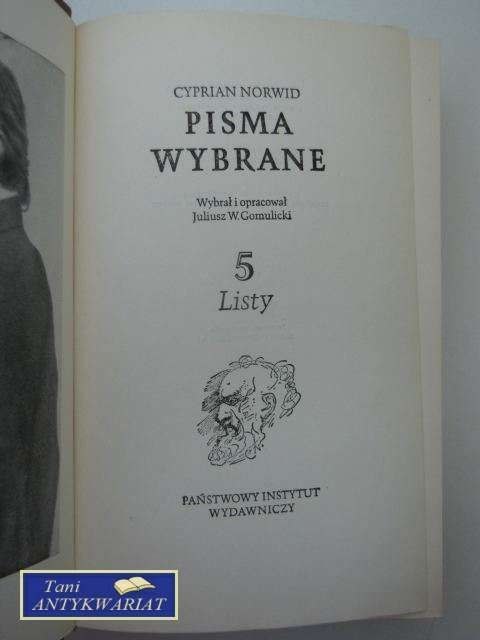 CYPRIAN NORWID
PISMA
WYBRANE
Wybrał i opracował
Juliusz W. Gomulicki
5
Listy
PAŃSTWOWY INSTYTUT
WYDAWNICZY
Tani
ANTYKWARIAT